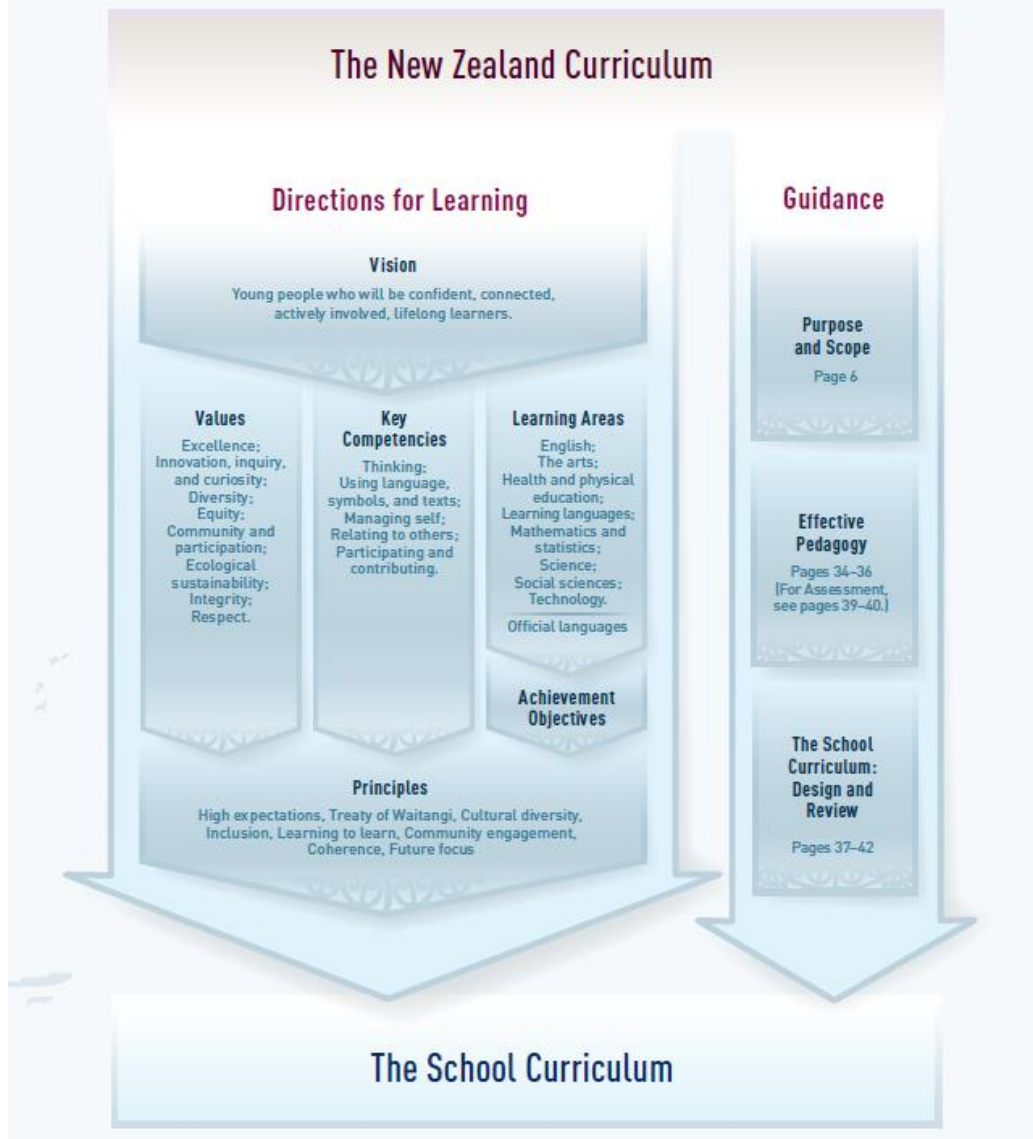 The New Zealand Curriculum
Directions for Learning
Vision
Young people who will be confident, connected,
actively involved, lifelong learners.
Values
Excellence;
Innovation, inquiry,
and curiosity;
Diversity;
Equity;
Community and
participation;
Ecological
sustainability;
Integrity;
Respect.
Key
Competencies
Thinking;
Using language,
symbols, and texts;
Managing self;
Relating to others;
Participating and
contributing.
Learning Areas
English;
The arts;
Health and physical
education;
Learning languages;
Mathematics and
statistics;
Science;
Social sciences;
Technology.
Official languages
Achievement
Objectives
Principles
High expectations, Treaty of Waitangi, Cultural diversity,
Inclusion, Learning to learn, Community engagement,
Coherence, Future focus
Guidance
Purpose
and Scope
Page 6
Effective
Pedagogy
Pages 34–36
(For Assessment,
see pages 39–40.)
The School
Curriculum:
Design and
Review
Pages 37–42
The School Curriculum